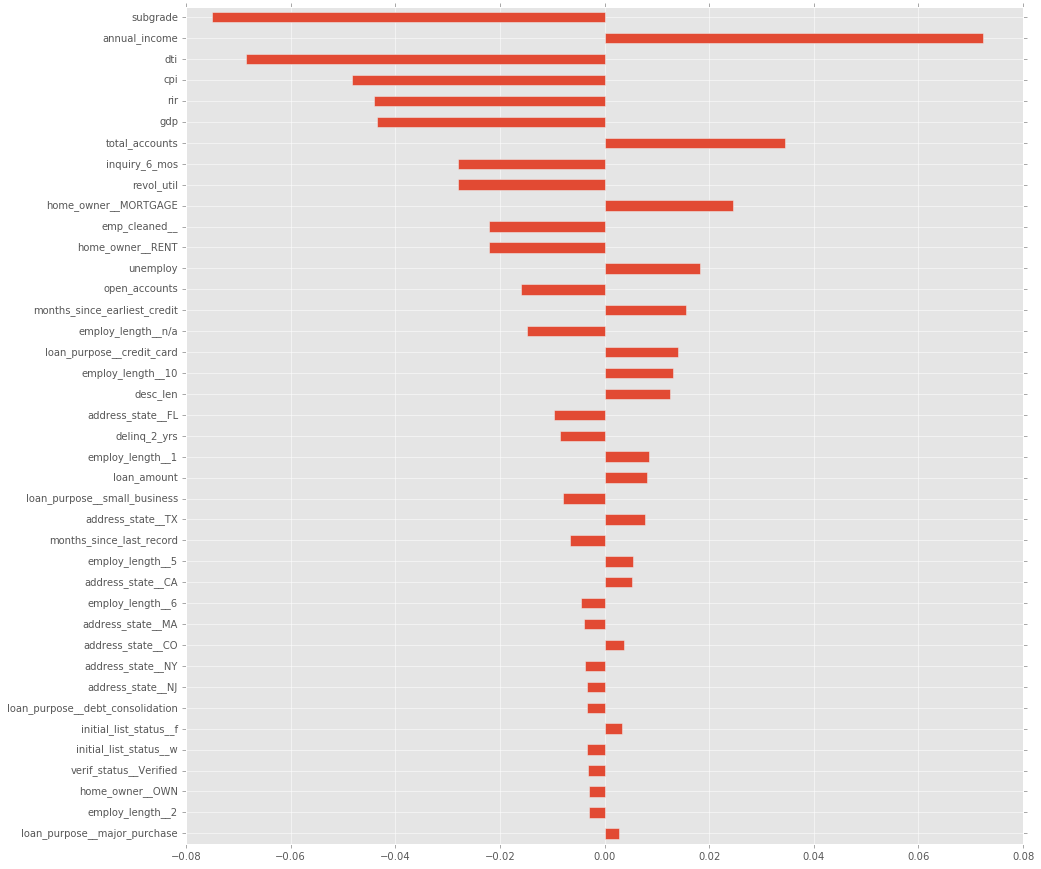 subgrade
annual_income
dti
cpi
rir
gdp
total_accounts
inquiry_6_mos
revol_util
home_owner__MORTGAGE
emp_cleaned__
home_owner__RENT
unemploy
open_accounts
months_since_earliest_credit
employ_length__n/a
loan_purpose__credit_card
employ_length__10
desc_len
address_state__FL
delinq_2_yrs
employ_length__1
loan_amount
loan_purpose__small_business
address_state__TX
months_since_last_record
employ_length__5
address_state__CA
employ_length__6
address_state__MA
address_state__CO
address_state__NY
address_state__NJ
loan_purpose__debt_consolidation
initial_list_status__f
initial_list_status__w
verif_status__Verified
home_owner__OWN
employ_length__2
loan_purpose__major_purchase
−0.08 −0.06 −0.04 −0.02 0.00 0.02 0.04 0.06 0.08